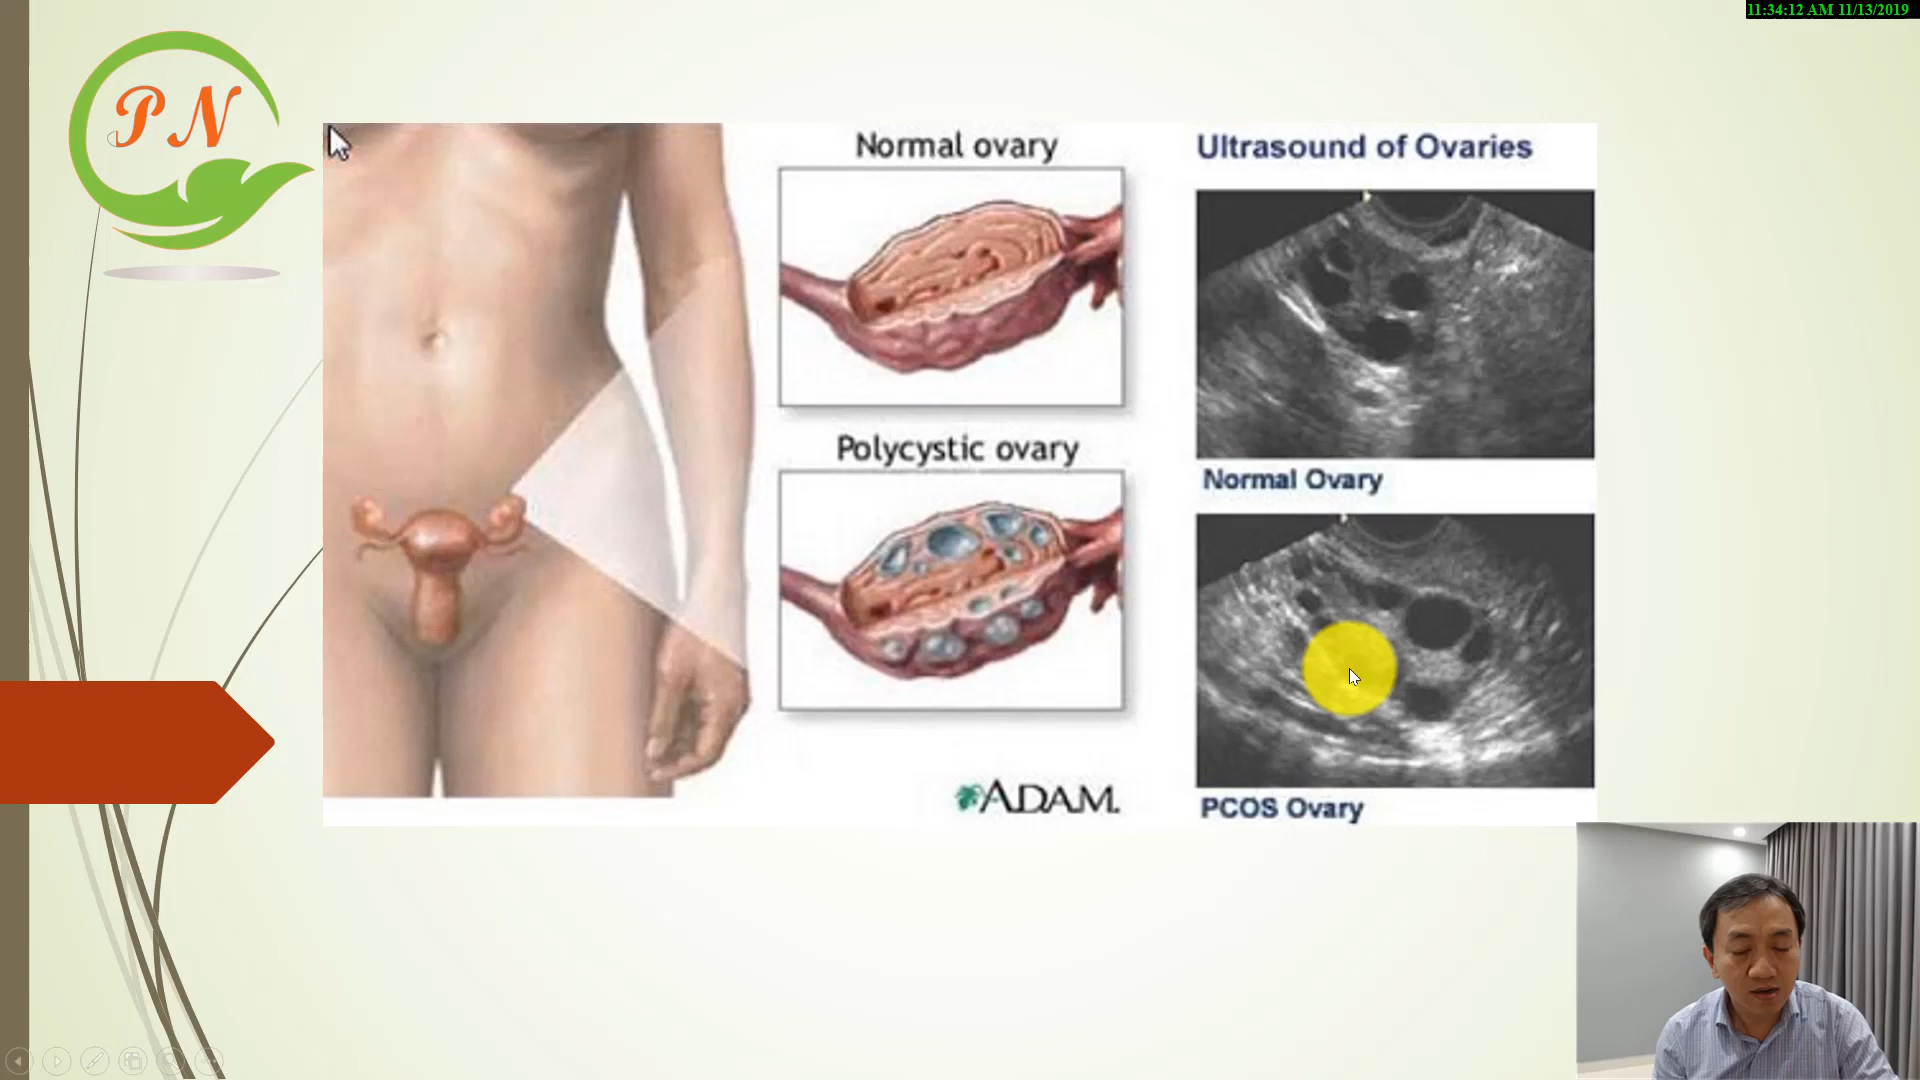 11:34:12 AM 11/13/2019
PN
Normal ovary
Polycystic ovary
ADAM.
Ultrasound of Ovaries
Normal Ovary
PCOS Ovary